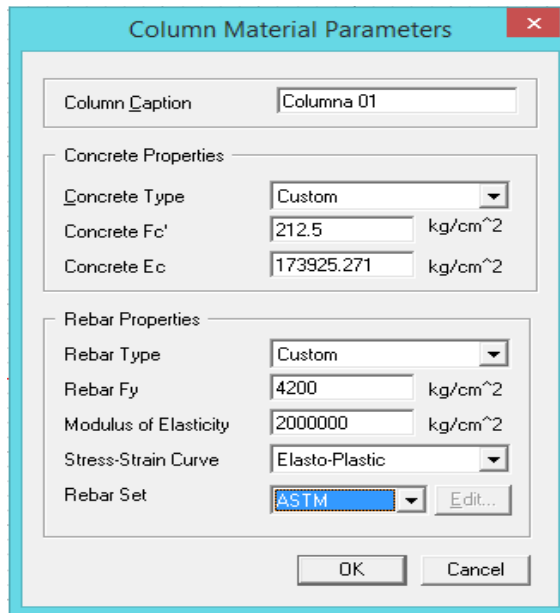 Column Material Parameters
Column Caption Columna 01
Concrete Properties
Concrete Type Custom
Concrete Fc' 212.5 kg/cm^2
Concrete Ec 173925.271 kg/cm^2
Rebar Properties
Rebar Type Custom
Rebar Fy 4200 kg/cm^2
Modulus of Elasticity 2000000 kg/cm^2
Stress-Strain Curve Elasto-Plastic
Rebar Set ASTM Edit...
OK Cancel